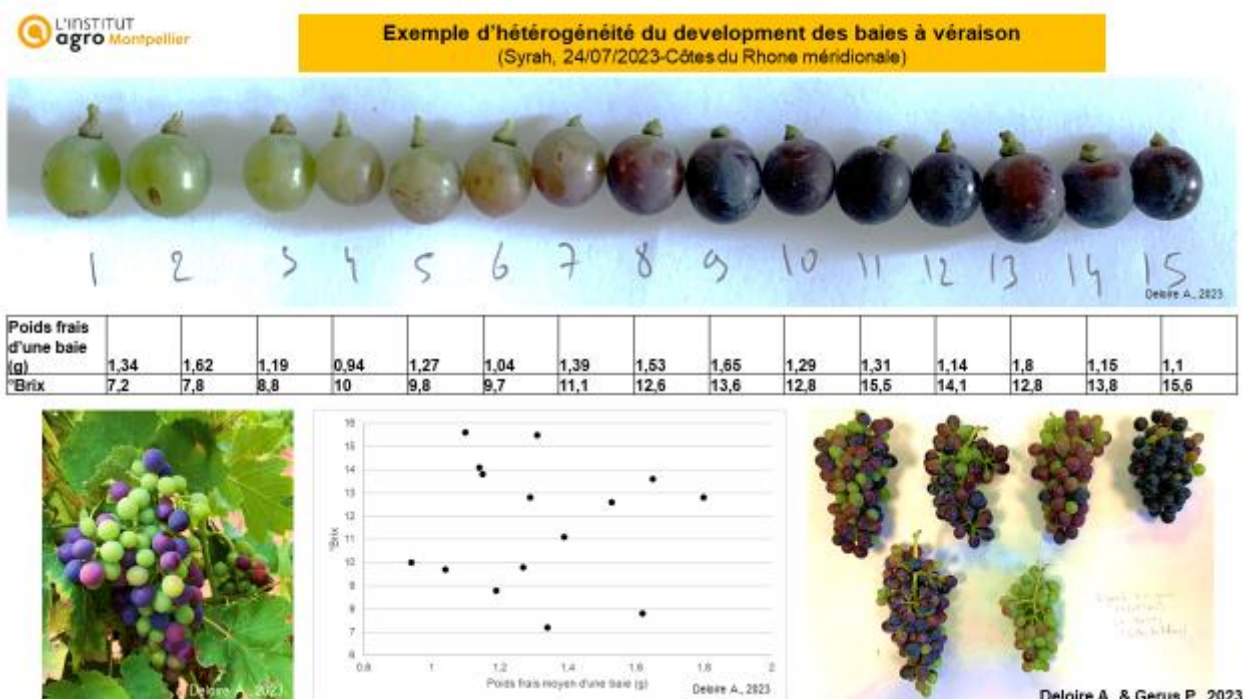 L'INSTITUT
agro Montpellier
Exemple d'hétérogénéité du development des baies à véraison
(Syrah, 24/07/2023-Côtes du Rhone méridionale)
1 2 3 4 5 6 7 8 9 10 11 12 13 14 15
Deloire A., 2023
Poids frais
d'une baie
(g) 1,34 1,62 1,19 0,94 1,27 1,04 1,39 1,53 1,65 1,29 1,31 1,14 1,8 1,15 1,1
°Brix 7,2 7,8 8,8 10 9,8 9,7 11,1 12,6 13,6 12,8 15,5 14,1 12,8 13,8 15,6
Deloire A., 2023
°Brix
16
15
14
13
12
11
10
9
8
7
6
0,8 1 1,2 1,4 1,6 1,8 2
Poids frais moyen d'une baie (g)
Deloire A., 2023
Deloire A. & Gerus P., 2023